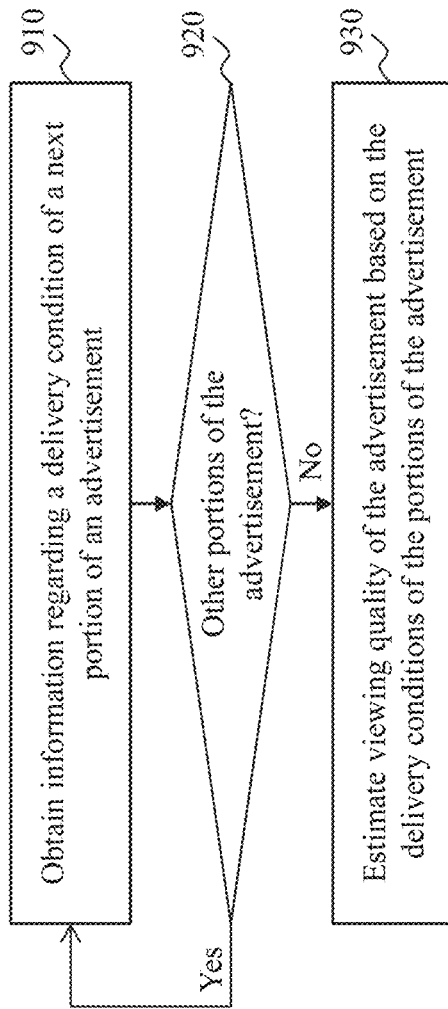 910
Obtain information regarding a delivery condition of a next
portion of an advertisement
920
Other portions of the
advertisement?
Yes
No
930
Estimate viewing quality of the advertisement based on the
delivery conditions of the portions of the advertisement